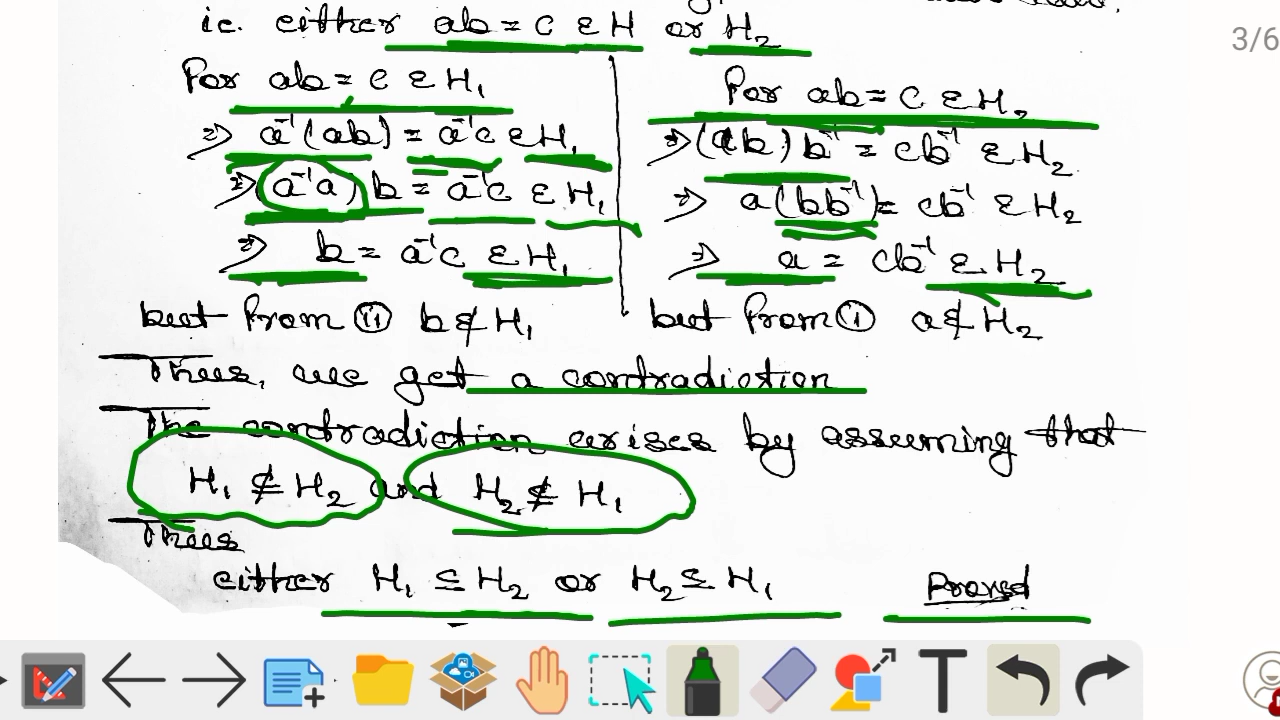 ie. either ab = c ∈ H or H₂
3/6
For ab = c ∈ H₁
⇒ a⁻¹(ab) = a⁻¹c ∈ H₁
⇒ (a⁻¹a) b = a⁻¹c ∈ H₁
⇒ b = a⁻¹c ∈ H₁
but from (ii) b ∉ H₁
For ab = c ∈ H₂
⇒ (ab) b⁻¹ = cb⁻¹ ∈ H₂
⇒ a (bb⁻¹) = cb⁻¹ ∈ H₂
⇒ a = cb⁻¹ ∈ H₂
but from (i) a ∉ H₂
Thus, we get a contradiction
The contradiction arises by assuming that
H₁ ⊈ H₂ and H₂ ⊈ H₁
Thus
either H₁ ⊆ H₂ or H₂ ⊆ H₁ Proved
T